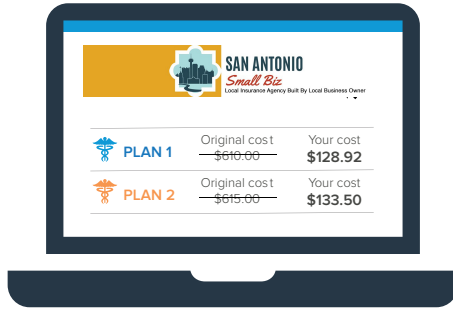 SAN ANTONIO
Small Biz
Local Insurance Agency Built By Local Business Owner
Original cost Your cost
PLAN 1 $610.00 $128.92
Original cost Your cost
PLAN 2 $615.00 $133.50